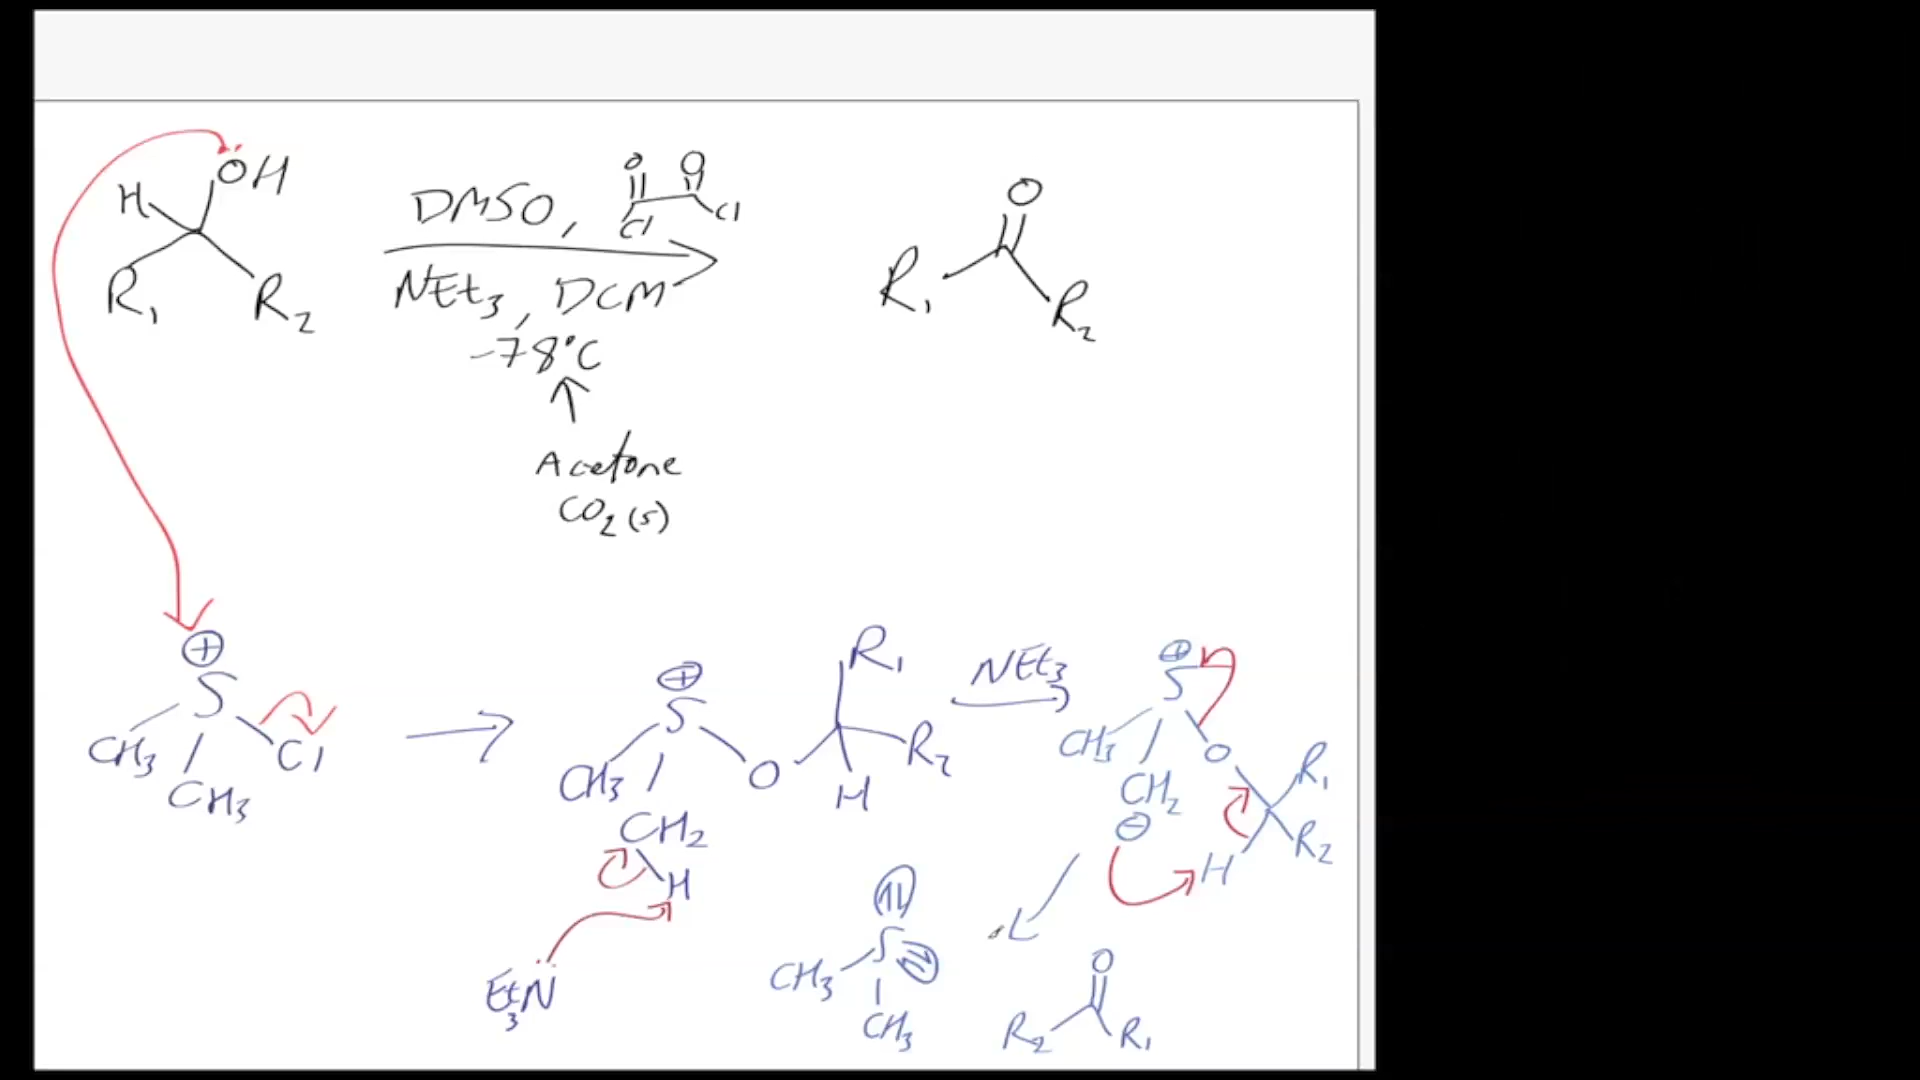 OH
H
R1
R2
DMSO,
O
O
Cl
Cl
NEt3, DCM
-78°C
Acetone
CO2(s)
O
R1
R2
⊕
S
CH3
CH3
Cl
⊕
S
CH3
CH2
H
O
R1
R2
H
Et3N
NEt3
⊕
S
CH3
CH2
⊖
O
R1
R2
H
S
CH3
CH3
O
R2
R1